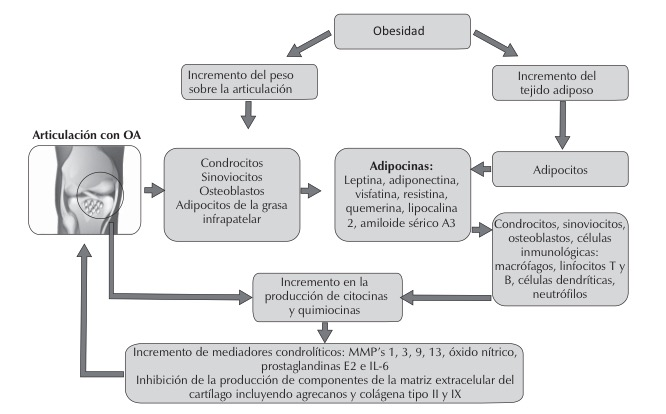 Obesidad
Incremento del peso
sobre la articulación
Incremento del
tejido adiposo
Articulación con OA
Condrocitos
Sinoviocitos
Osteoblastos
Adipocitos de la grasa
infrapatelar
Adipocinas:
Leptina, adiponectina,
visfatina, resistina,
quemerina, lipocalina
2, amiloide sérico A3
Adipocitos
Condrocitos, sinoviocitos,
osteoblastos, células
inmunológicas:
macrófagos, linfocitos T y
B, células dendríticas,
neutrófilos
Incremento en la
producción de citocinas
y quimiocinas
Incremento de mediadores condrolíticos: MMP's 1, 3, 9, 13, óxido nítrico,
prostaglandinas E2 e IL-6
Inhibición de la producción de componentes de la matriz extracelular del
cartílago incluyendo agrecanos y colágena tipo II y IX